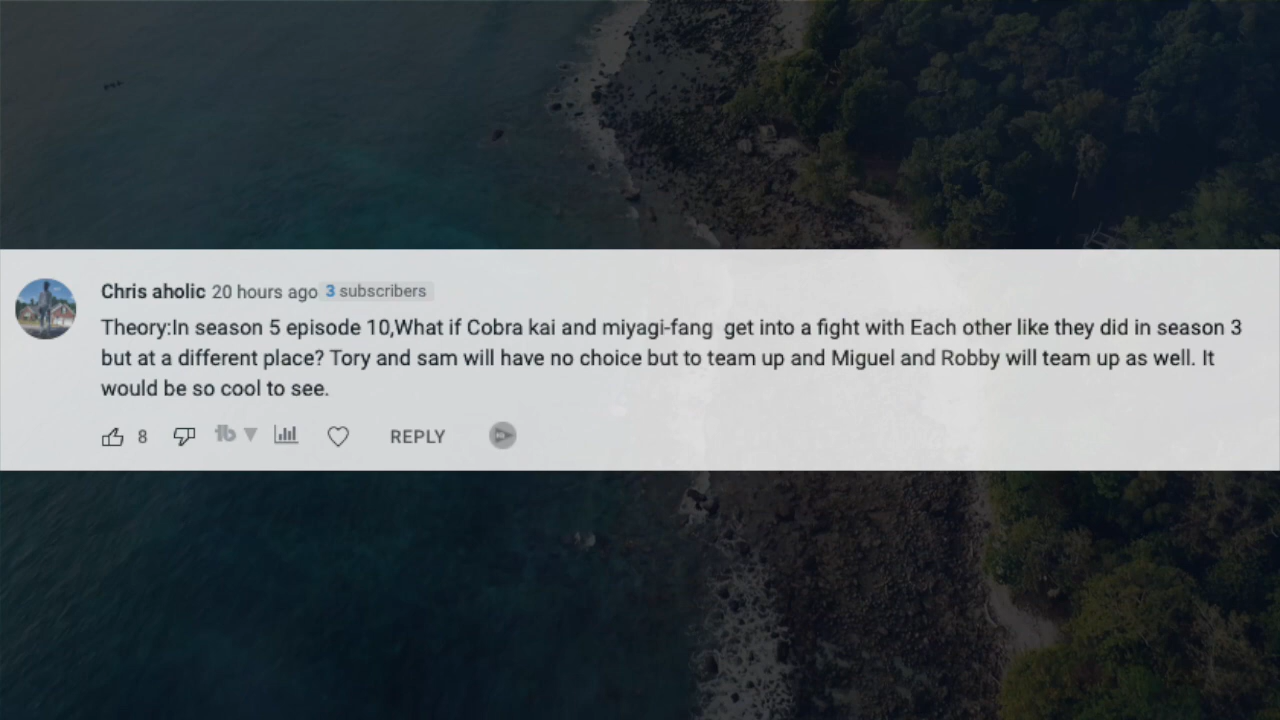 Chris aholic 20 hours ago 3 subscribers
Theory:In season 5 episode 10,What if Cobra kai and miyagi-fang get into a fight with Each other like they did in season 3
but at a different place? Tory and sam will have no choice but to team up and Miguel and Robby will team up as well. It
would be so cool to see.
8 tb REPLY